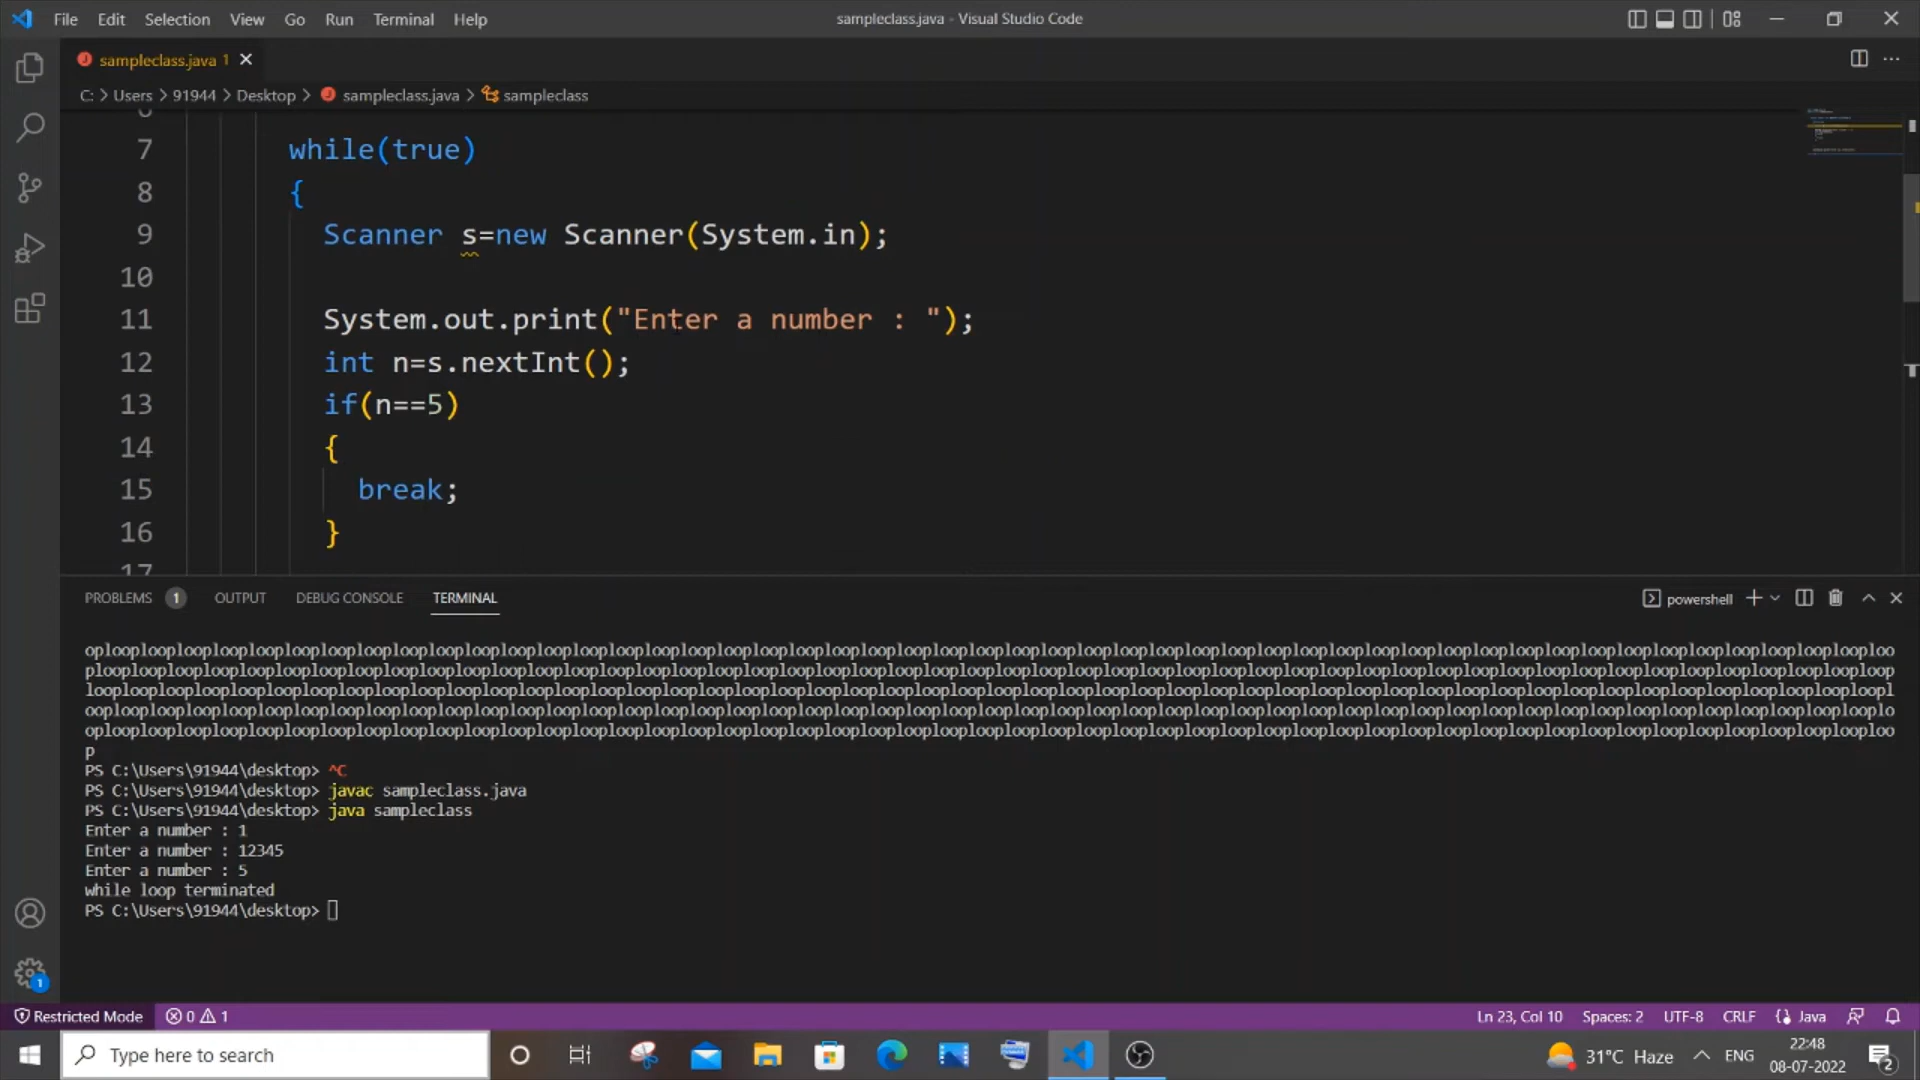 File Edit Selection View Go Run Terminal Help
sampleclass.java - Visual Studio Code
sampleclass.java 1
C: > Users > 91944 > Desktop > sampleclass.java > sampleclass
7 while(true)
8 {
9 Scanner s=new Scanner(System.in);
10
11 System.out.print("Enter a number : ");
12 int n=s.nextInt();
13 if(n==5)
14 {
15 break;
16 }
17
PROBLEMS 1 OUTPUT DEBUG CONSOLE TERMINAL
powershell
PS C:\Users\91944\desktop> ^C
PS C:\Users\91944\desktop> javac sampleclass.java
PS C:\Users\91944\desktop> java sampleclass
Enter a number : 1
Enter a number : 12345
Enter a number : 5
while loop terminated
PS C:\Users\91944\desktop>
1
Restricted Mode 0 1
Ln 23, Col 10 Spaces: 2 UTF-8 CRLF Java
Type here to search
31°C Haze
ENG
22:48
08-07-2022
2